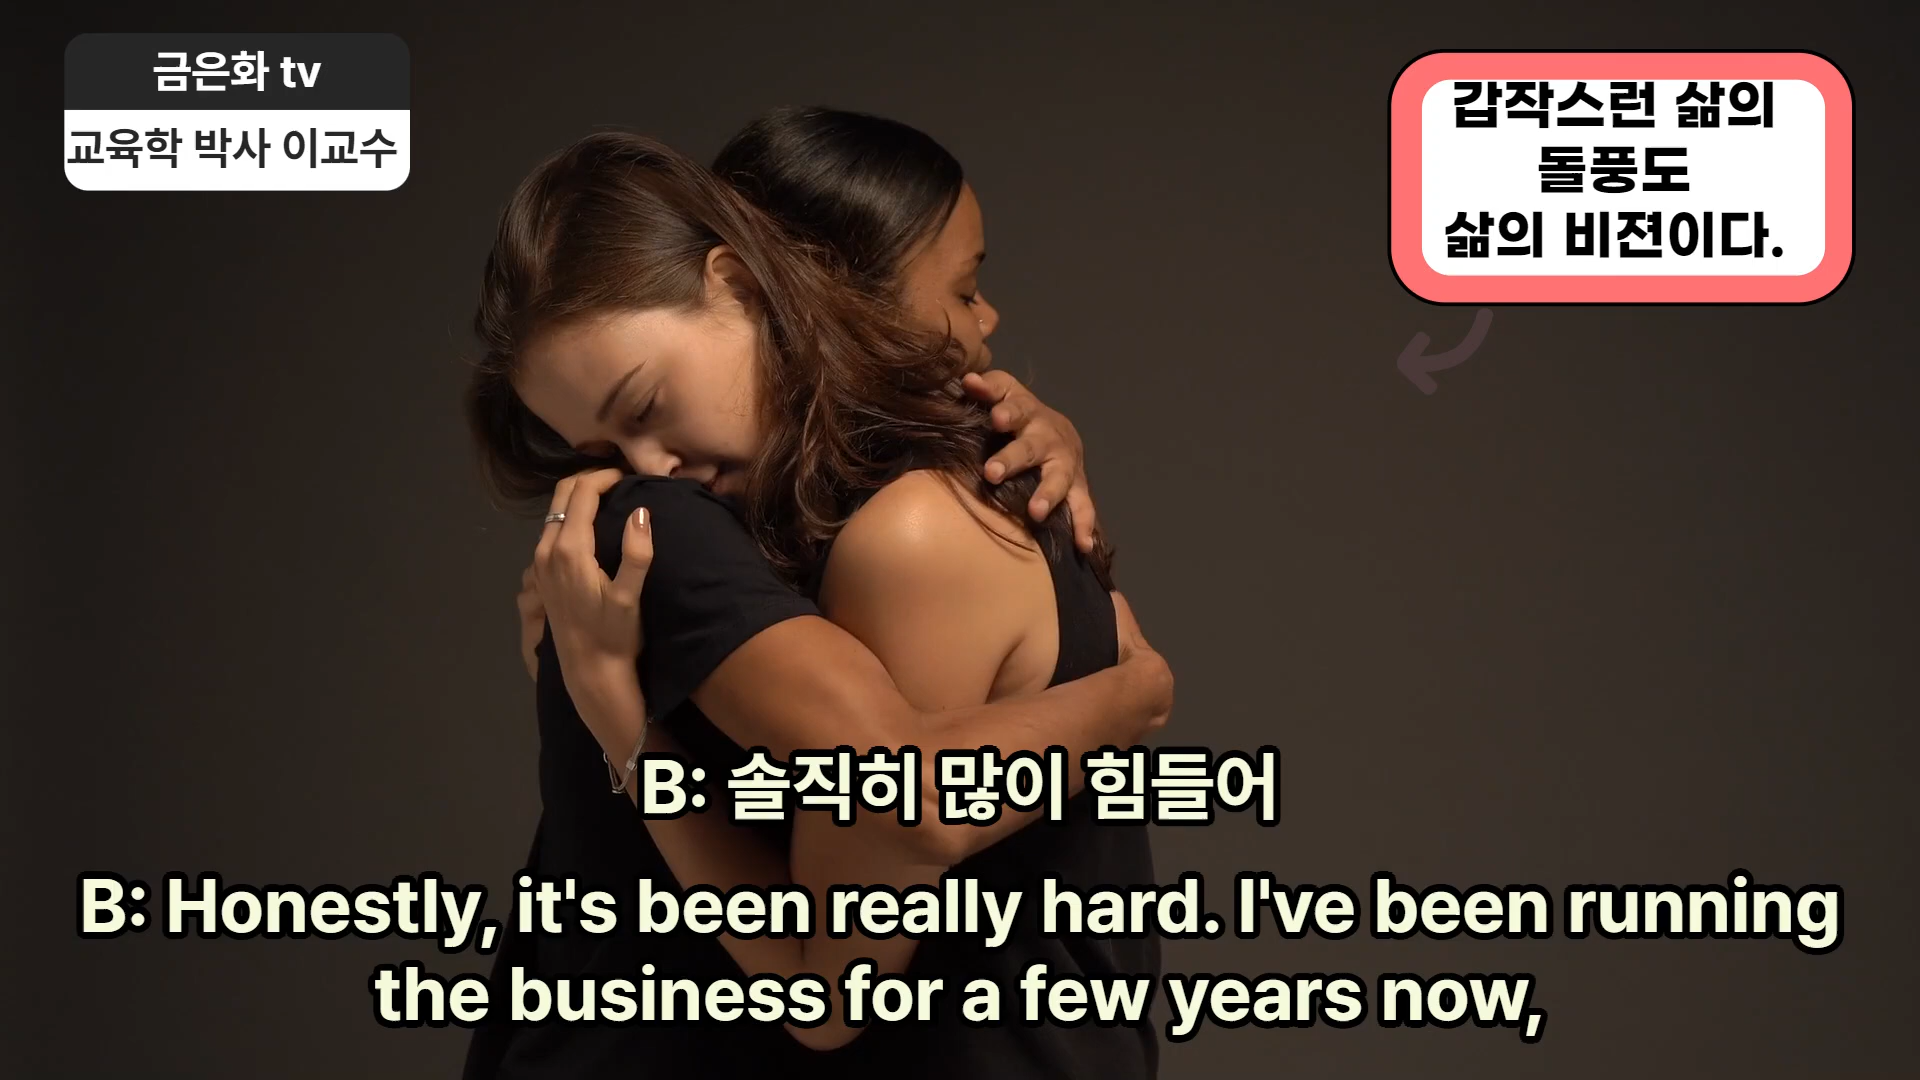 금은화 tv
교육학 박사 이교수
갑작스런 삶의
돌풍도
삶의 비젼이다.
B: 솔직히 많이 힘들어
B: Honestly, it's been really hard. I've been running
the business for a few years now,